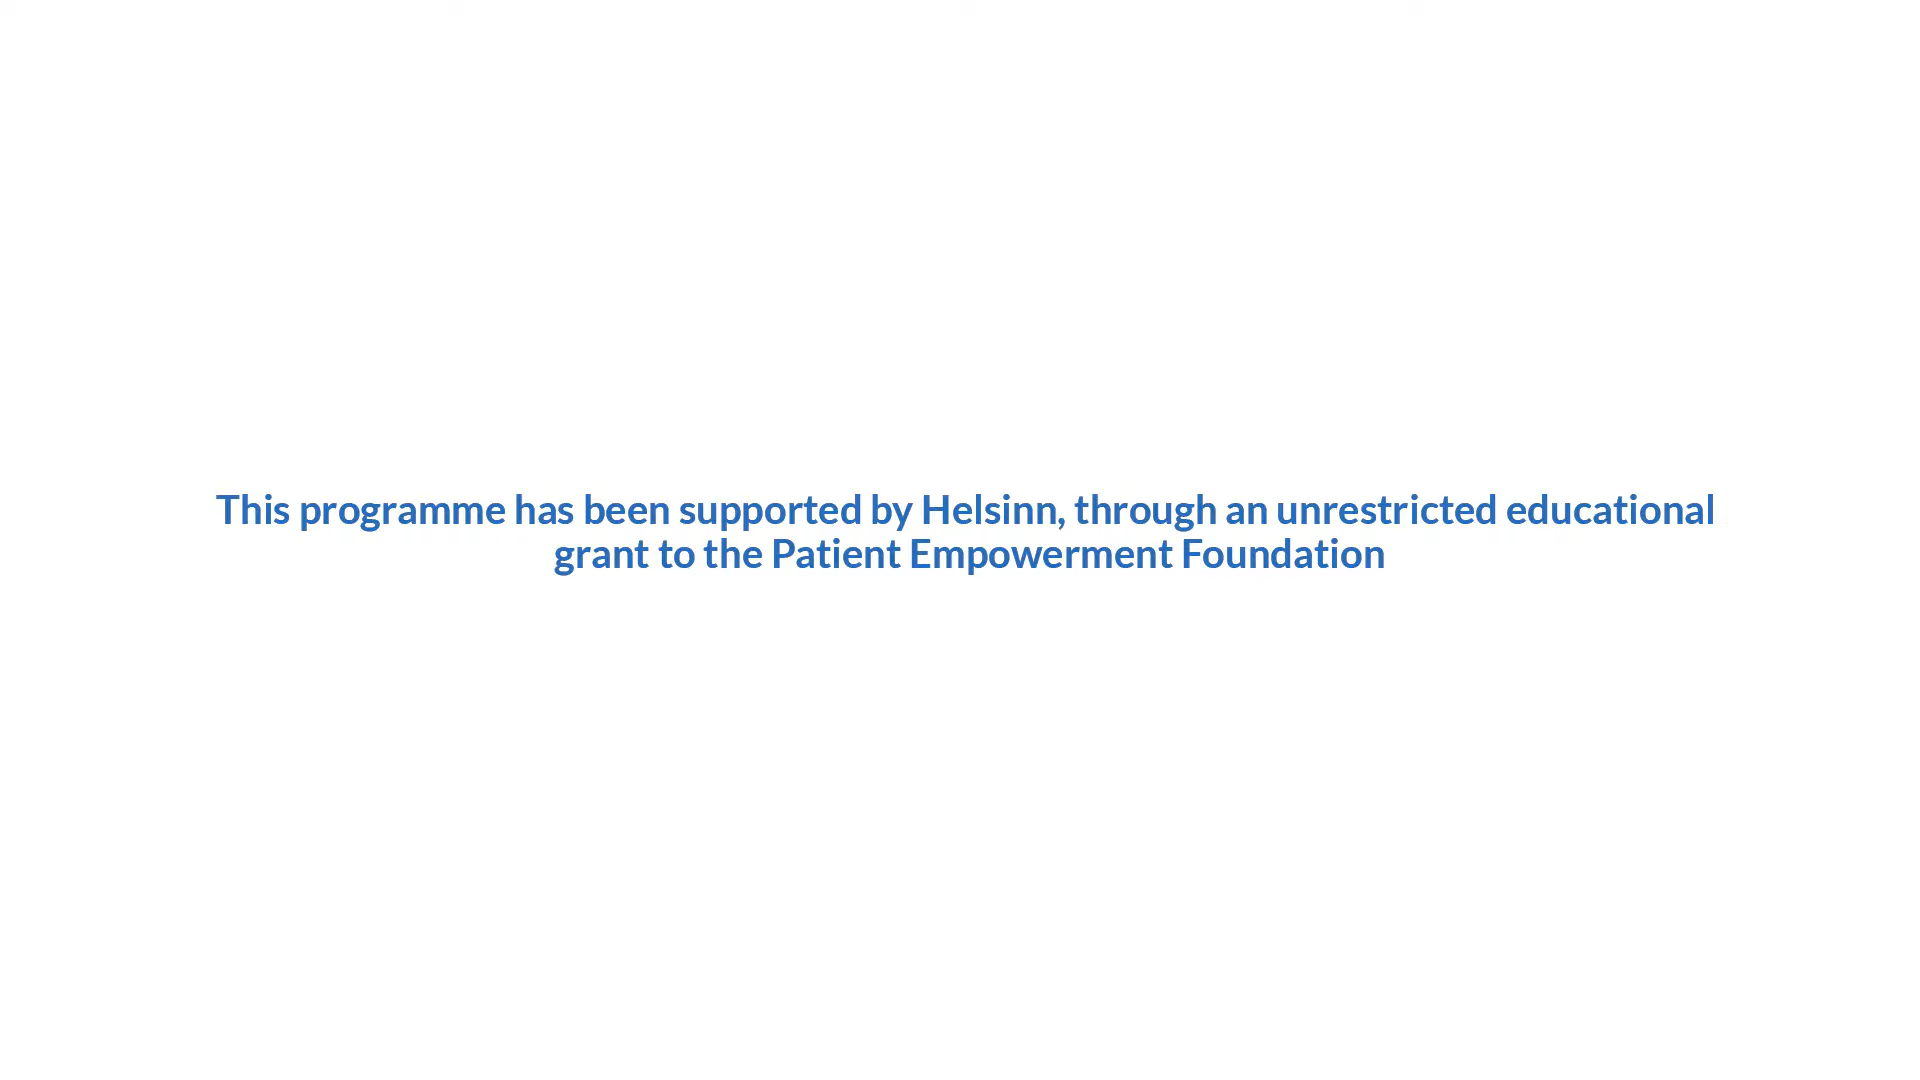 This programme has been supported by Helsinn, through an unrestricted educational
grant to the Patient Empowerment Foundation